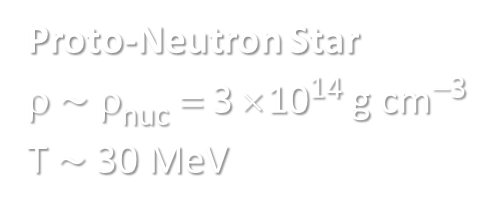 Proto-Neutron Star
ρ ~ ρnuc = 3 ×10¹⁴ g cm⁻³
T ~ 30 MeV